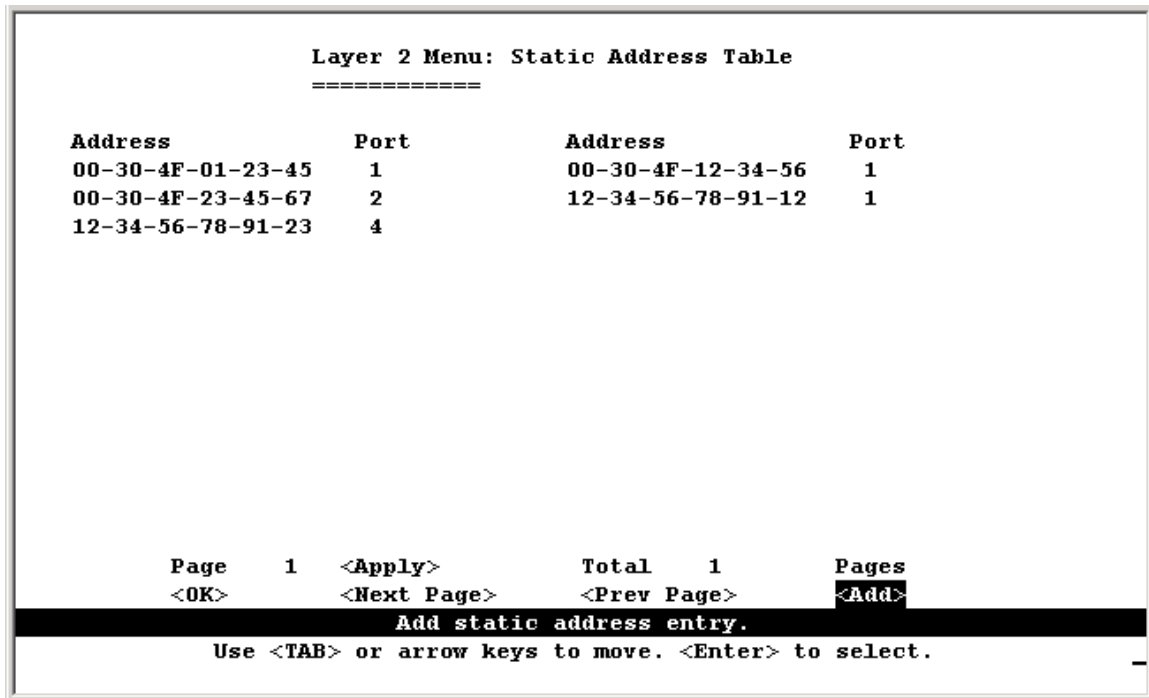 Layer 2 Menu: Static Address Table
============
Address Port Address Port
00-30-4F-01-23-45 1 00-30-4F-12-34-56 1
00-30-4F-23-45-67 2 12-34-56-78-91-12 1
12-34-56-78-91-23 4
Page 1 <Apply> Total 1 Pages
<OK> <Next Page> <Prev Page> <Add>
Add static address entry.
Use <TAB> or arrow keys to move. <Enter> to select.